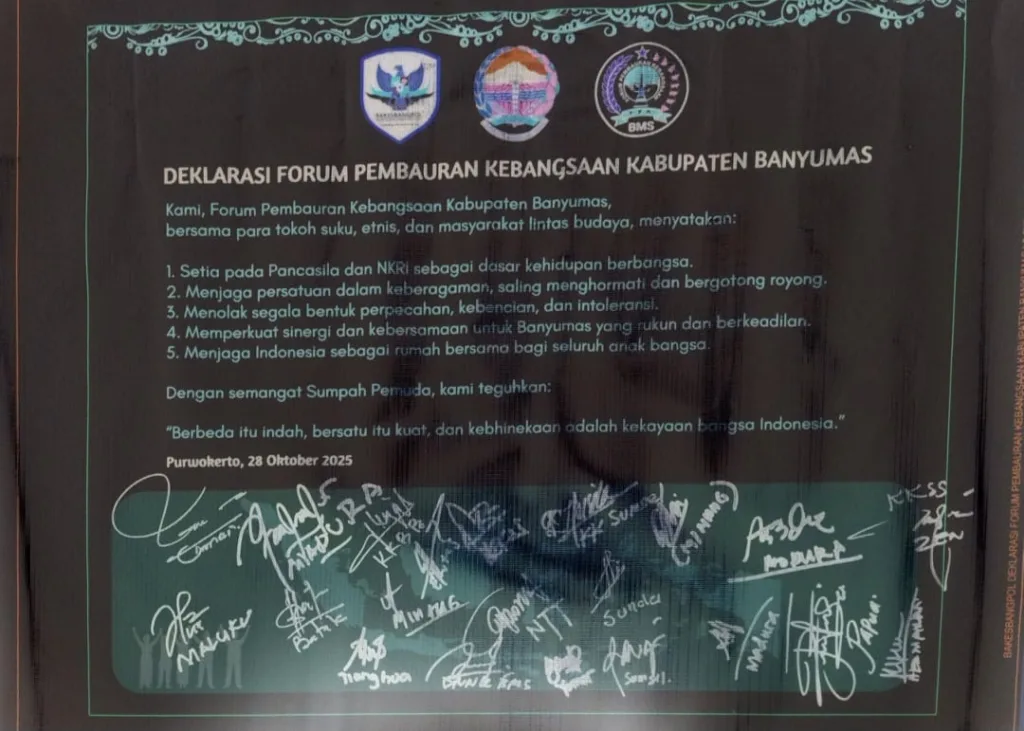 BMS
DEKLARASI FORUM PEMBAURAN KEBANGSAAN KABUPATEN BANYUMAS
Kami, Forum Pembauran Kebangsaan Kabupaten Banyumas,
bersama para tokoh suku, etnis, dan masyarakat lintas budaya, menyatakan:
1. Setia pada Pancasila dan NKRI sebagai dasar kehidupan berbangsa.
2. Menjaga persatuan dalam keberagaman, saling menghormati dan bergotong royong.
3. Menolak segala bentuk perpecahan, kebencian, dan intoleransi.
4. Memperkuat sinergi dan kebersamaan untuk Banyumas yang rukun dan berkeadilan.
5. Menjaga Indonesia sebagai rumah bersama bagi seluruh anak bangsa.
Dengan semangat Sumpah Pemuda, kami teguhkan:
"Berbeda itu indah, bersatu itu kuat, dan kebhinekaan adalah kekayaan bangsa Indonesia."
Purwokerto, 28 Oktober 2025
KKSS
MALUKU
Batak
MINANG
NTT
Sunda
MADURA
PAPUA
Tionghoa
Sumsel.
BAKESBANGPOL DEKLARASI FORUM PEMBAURAN KEBANGSAAN KABUPATEN